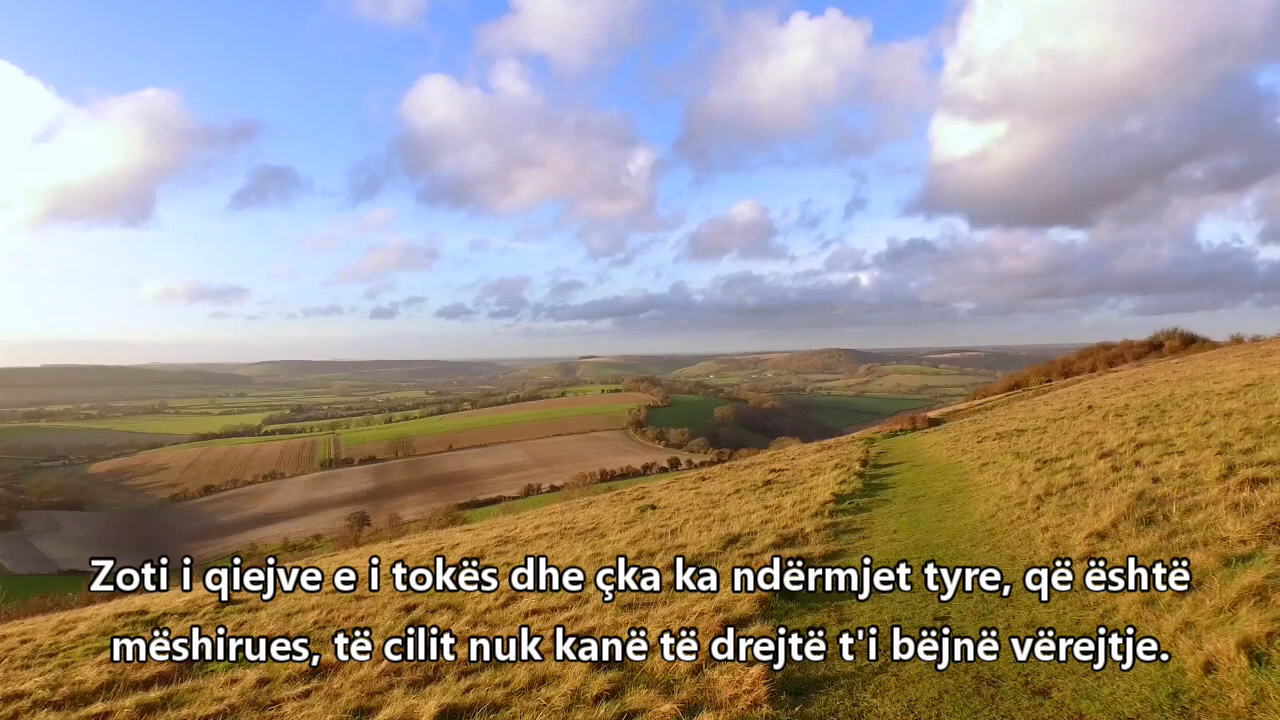 Zoti i qiejve e i tokës dhe çka ka ndërmjet tyre, që është
mëshirues, të cilit nuk kanë të drejtë t'i bëjnë vërejtje.